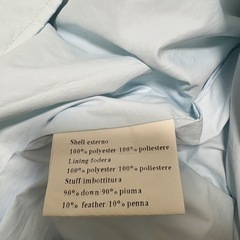 Shell esterno
100% polyester 100% poliestere
Lining fodera
100% polyester 100% poliestere
Stuff imbottitura
90% down/90% piuma
10% feather/10% penna